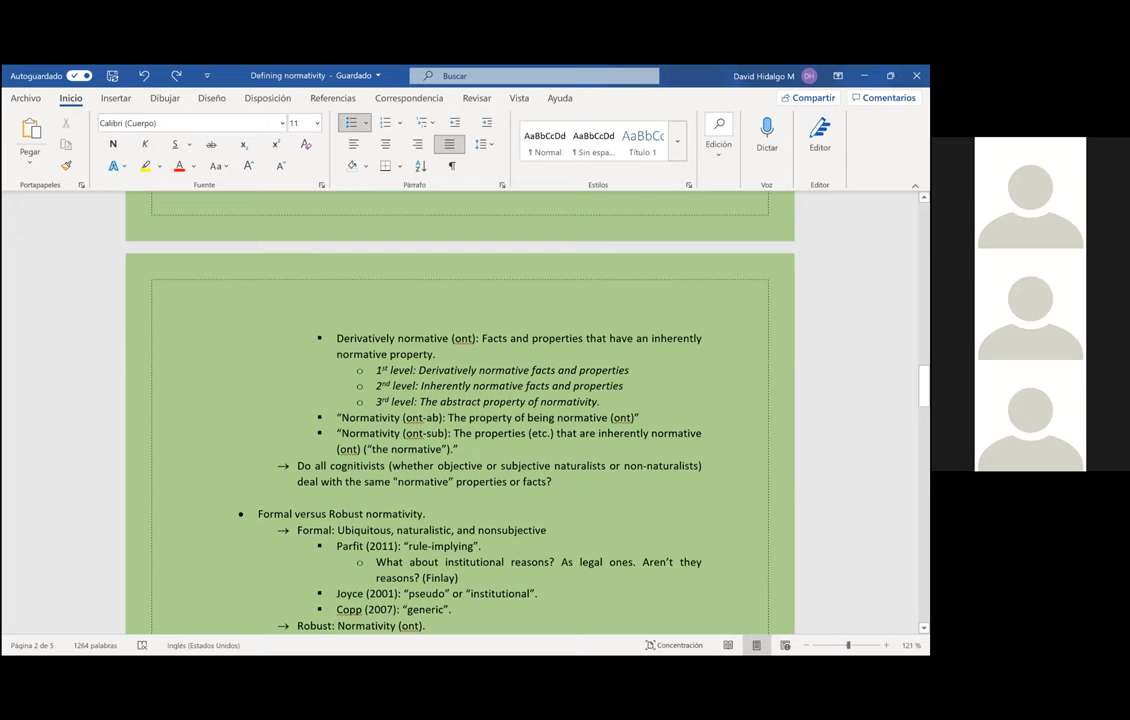 Autoguardado
Defining normativity - Guardado
Buscar
David Hidalgo M
DH
Archivo Inicio Insertar Dibujar Diseño Disposición Referencias Correspondencia Revisar Vista Ayuda
Compartir
Comentarios
Pegar
Calibri (Cuerpo)
11
N K S ab x₂ x²
A A Aa A A
AaBbCcDd AaBbCcDd AaBbCc
¶ Normal ¶ Sin espa... Título 1
Edición
Dictar
Editor
Portapapeles Fuente Párrafo Estilos Voz Editor
▪ Derivatively normative (ont): Facts and properties that have an inherently
normative property.
o 1st level: Derivatively normative facts and properties
o 2nd level: Inherently normative facts and properties
o 3rd level: The abstract property of normativity.
▪ “Normativity (ont-ab): The property of being normative (ont)”
▪ “Normativity (ont-sub): The properties (etc.) that are inherently normative
(ont) (“the normative”).”
→ Do all cognitivists (whether objective or subjective naturalists or non-naturalists)
deal with the same "normative” properties or facts?
• Formal versus Robust normativity.
→ Formal: Ubiquitous, naturalistic, and nonsubjective
▪ Parfit (2011): “rule-implying”.
o What about institutional reasons? As legal ones. Aren’t they
reasons? (Finlay)
▪ Joyce (2001): “pseudo” or “institutional”.
▪ Copp (2007): “generic”.
→ Robust: Normativity (ont).
Página 2 de 5 1264 palabras Inglés (Estados Unidos) Concentración 121 %